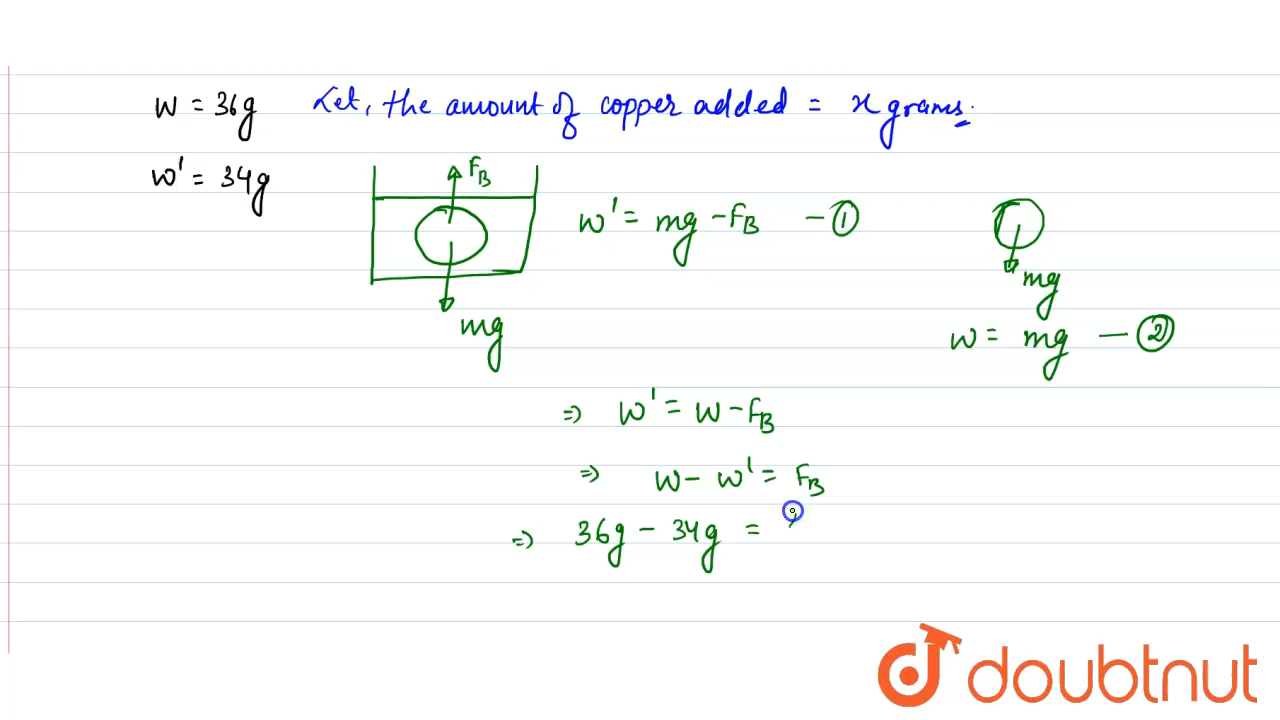 W = 36g Let, the amount of copper added = x grams.
W' = 34g
F_B
W' = mg - F_B - ①
mg
mg
W = mg — ②
⇒ W' = W - F_B
⇒ W - W' = F_B
⇒ 36g - 34g =
doubtnut